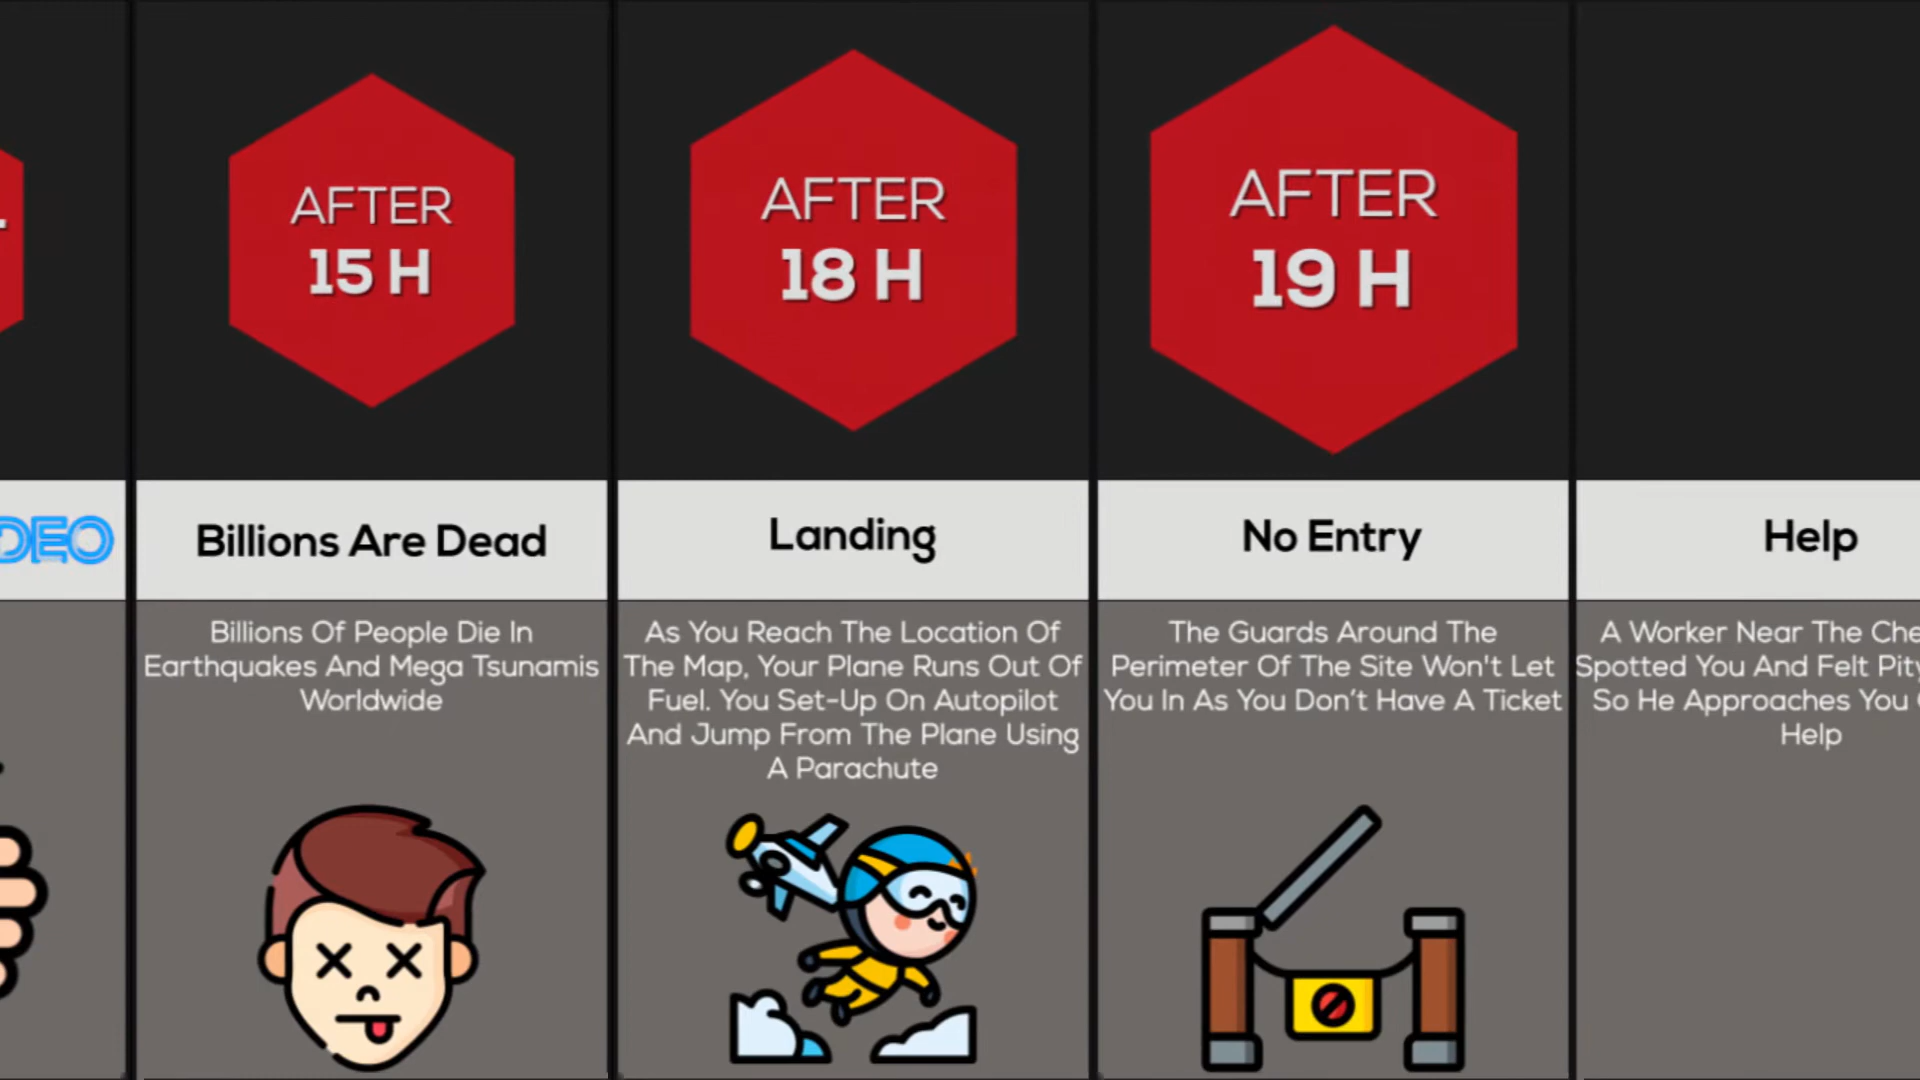 AFTER
15 H
Billions Are Dead
Billions Of People Die In
Earthquakes And Mega Tsunamis
Worldwide
AFTER
18 H
Landing
As You Reach The Location Of
The Map, Your Plane Runs Out Of
Fuel. You Set-Up On Autopilot
And Jump From The Plane Using
A Parachute
AFTER
19 H
No Entry
The Guards Around The
Perimeter Of The Site Won't Let
You In As You Don’t Have A Ticket
Help
A Worker Near The
Spotted You And Felt
So He Approaches You
Help